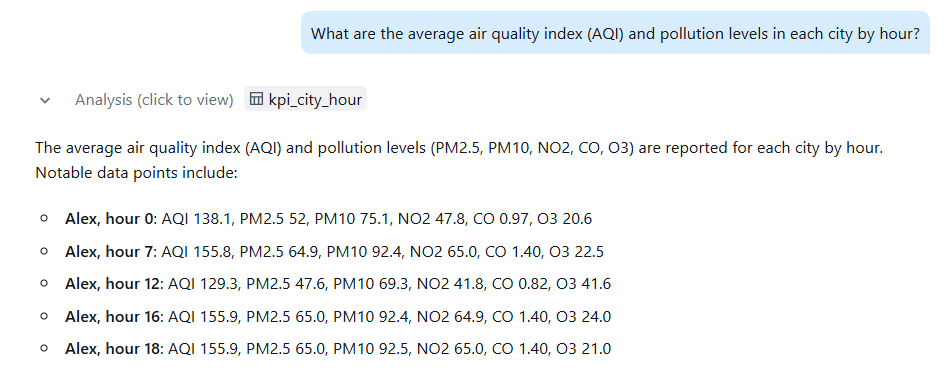 What are the average air quality index (AQI) and pollution levels in each city by hour?
Analysis (click to view) kpi_city_hour
The average air quality index (AQI) and pollution levels (PM2.5, PM10, NO2, CO, O3) are reported for each city by hour.
Notable data points include:
Alex, hour 0: AQI 138.1, PM2.5 52, PM10 75.1, NO2 47.8, CO 0.97, O3 20.6
Alex, hour 7: AQI 155.8, PM2.5 64.9, PM10 92.4, NO2 65.0, CO 1.40, O3 22.5
Alex, hour 12: AQI 129.3, PM2.5 47.6, PM10 69.3, NO2 41.8, CO 0.82, O3 41.6
Alex, hour 16: AQI 155.9, PM2.5 65.0, PM10 92.4, NO2 64.9, CO 1.40, O3 24.0
Alex, hour 18: AQI 155.9, PM2.5 65.0, PM10 92.5, NO2 65.0, CO 1.40, O3 21.0